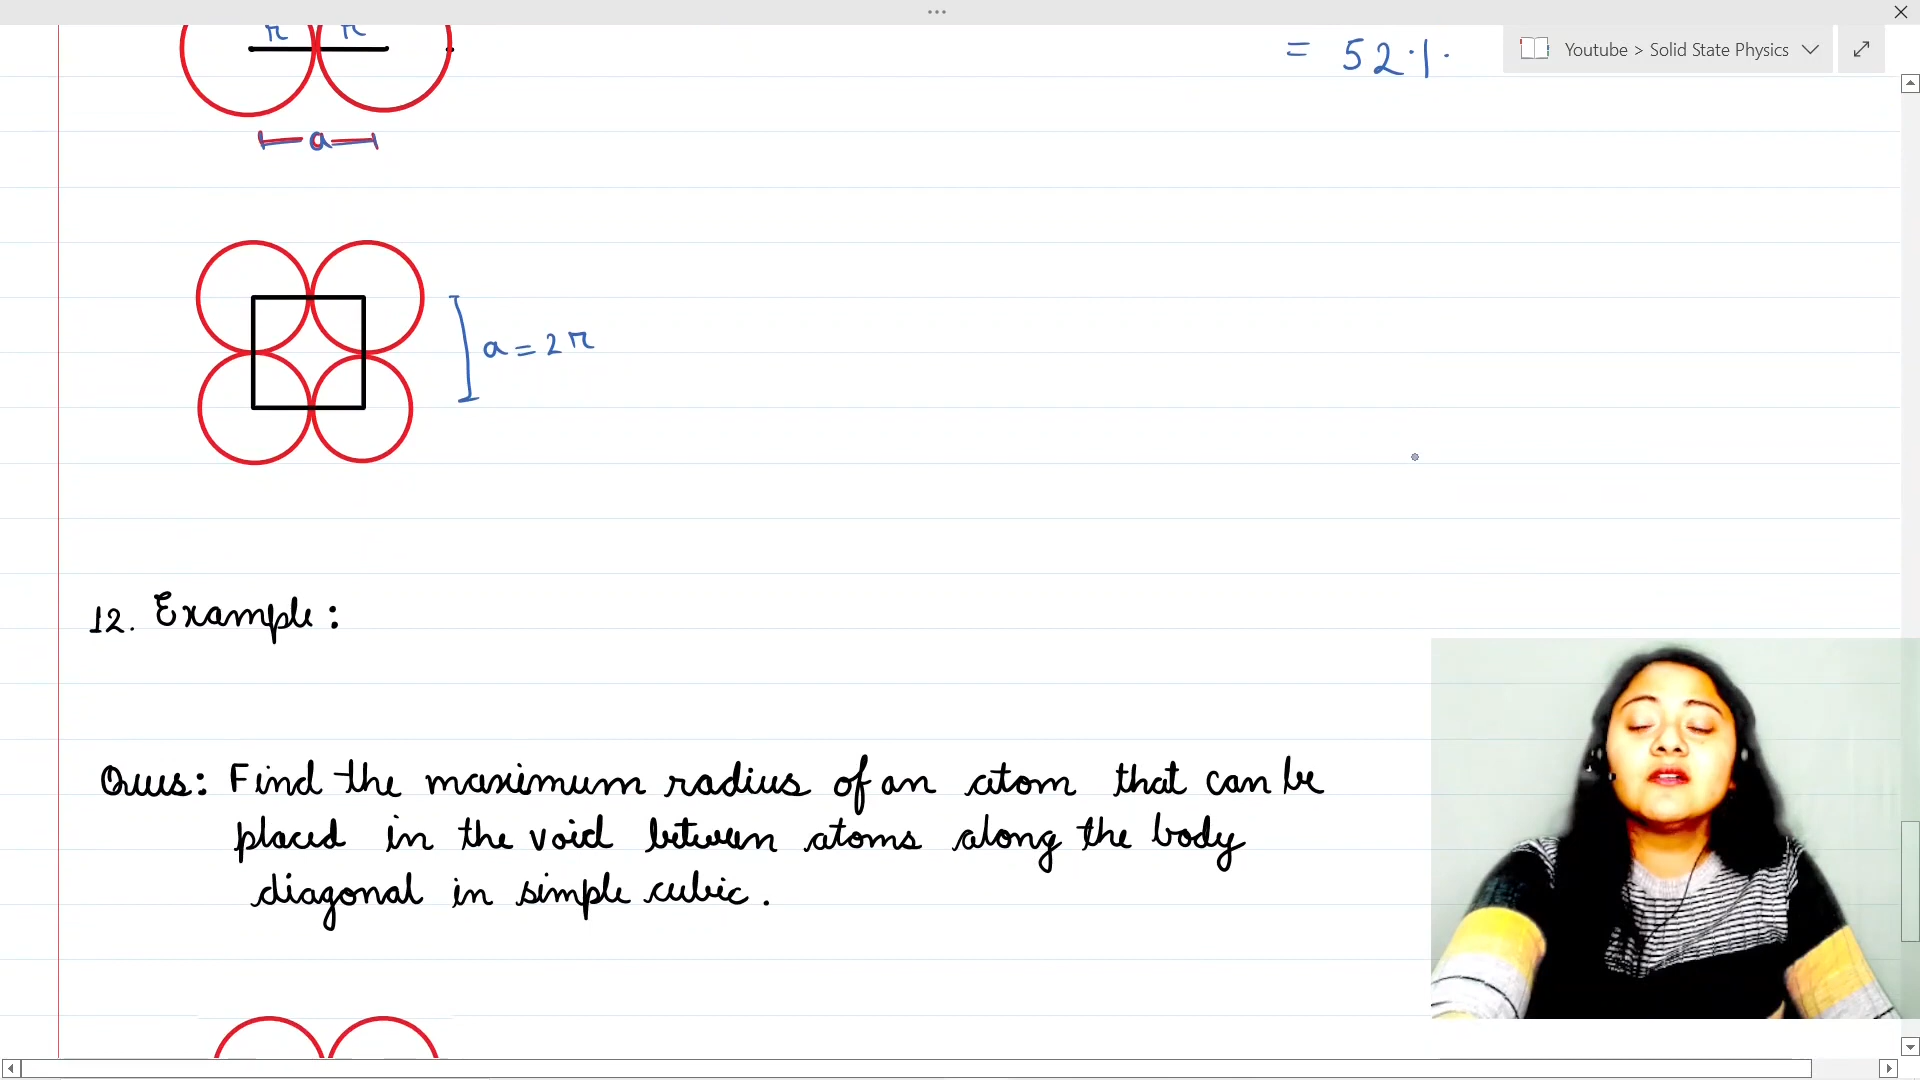 r r
= 52%
Youtube > Solid State Physics
a
a = 2r
12. Example:
Ques: Find the maximum radius of an atom that can be
placed in the void between atoms along the body
diagonal in simple cubic.